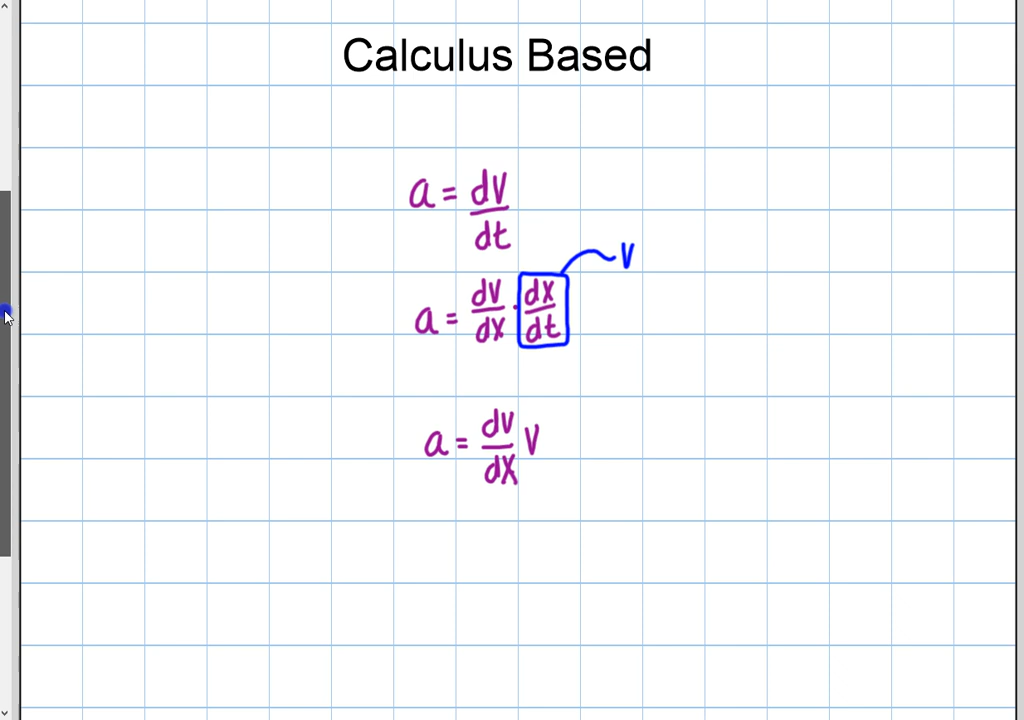 Calculus Based
a = dV/dt
V
a = dV/dX · dX/dt
a = dV/dX V